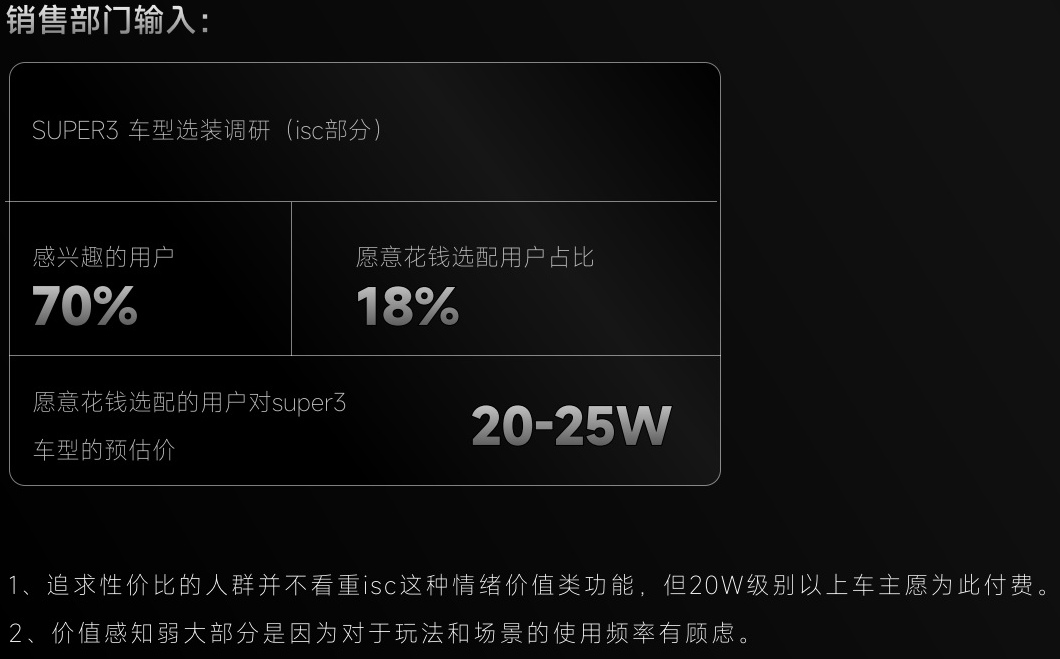 销售部门输入：
SUPER3 车型选装调研（isc部分）
感兴趣的用户
70%
愿意花钱选配用户占比
18%
愿意花钱选配的用户对super3
车型的预估价
20-25W
1、追求性价比的人群并不看重isc这种情绪价值类功能，但20W级别以上车主愿为此付费。
2、价值感知弱大部分是因为对于玩法和场景的使用频率有顾虑。